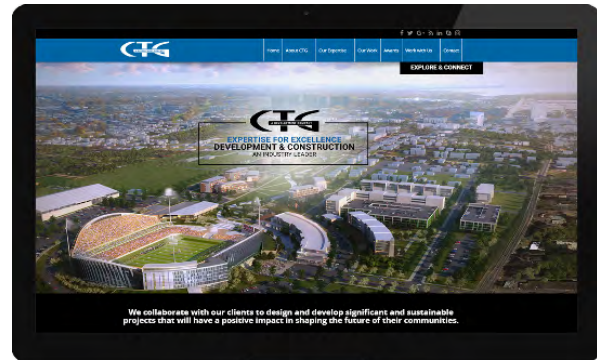 CTG
Home About CTG Our Expertise Our Work Awards Work with Us Contact
EXPLORE & CONNECT
CTG
EXPERTISE FOR EXCELLENCE
DEVELOPMENT & CONSTRUCTION
AN INDUSTRY LEADER
We collaborate with our clients to design and develop significant and sustainable
projects that will have a positive impact in shaping the future of their communities.